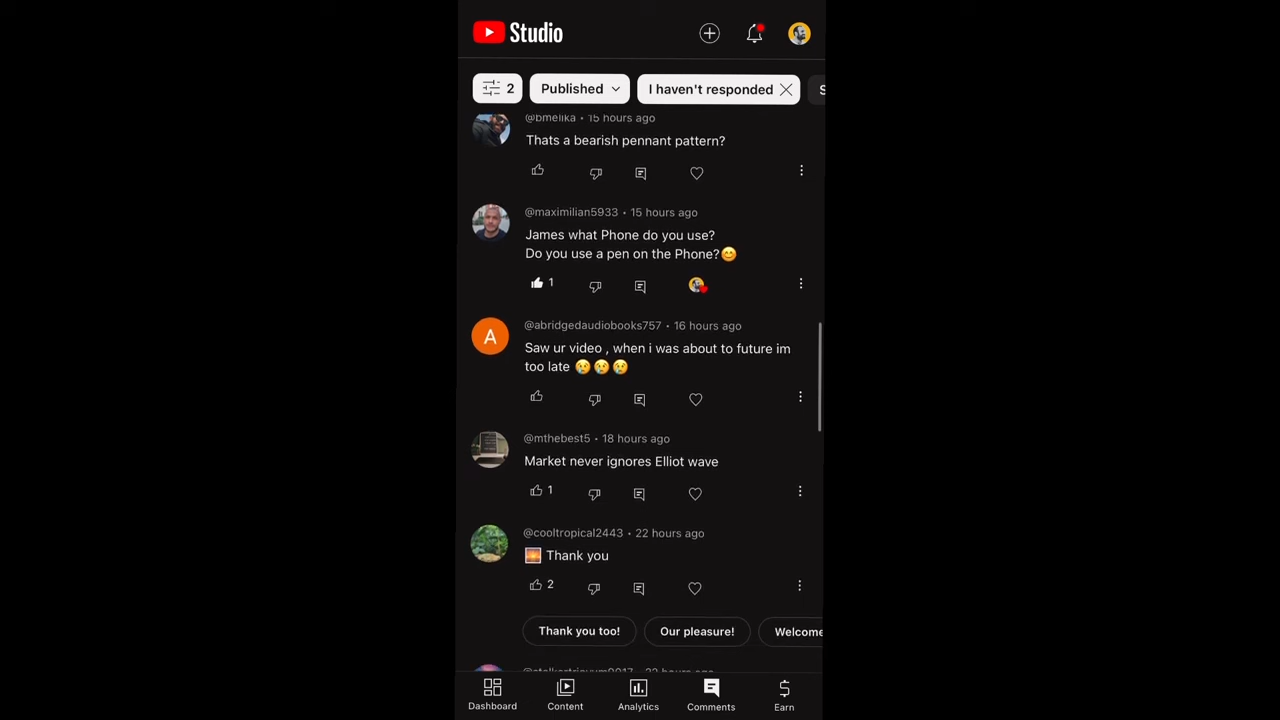 Studio
2
Published
I haven't responded
S
@bmelika • 15 hours ago
Thats a bearish pennant pattern?
@maximilian5933 • 15 hours ago
James what Phone do you use?
Do you use a pen on the Phone?😊
1
A
@abridgedaudiobooks757 • 16 hours ago
Saw ur video , when i was about to future im
too late 😢😢😢
@mthebest5 • 18 hours ago
Market never ignores Elliot wave
1
@cooltropical2443 • 22 hours ago
🌅 Thank you
2
Thank you too!
Our pleasure!
Welcome
Dashboard
Content
Analytics
Comments
Earn